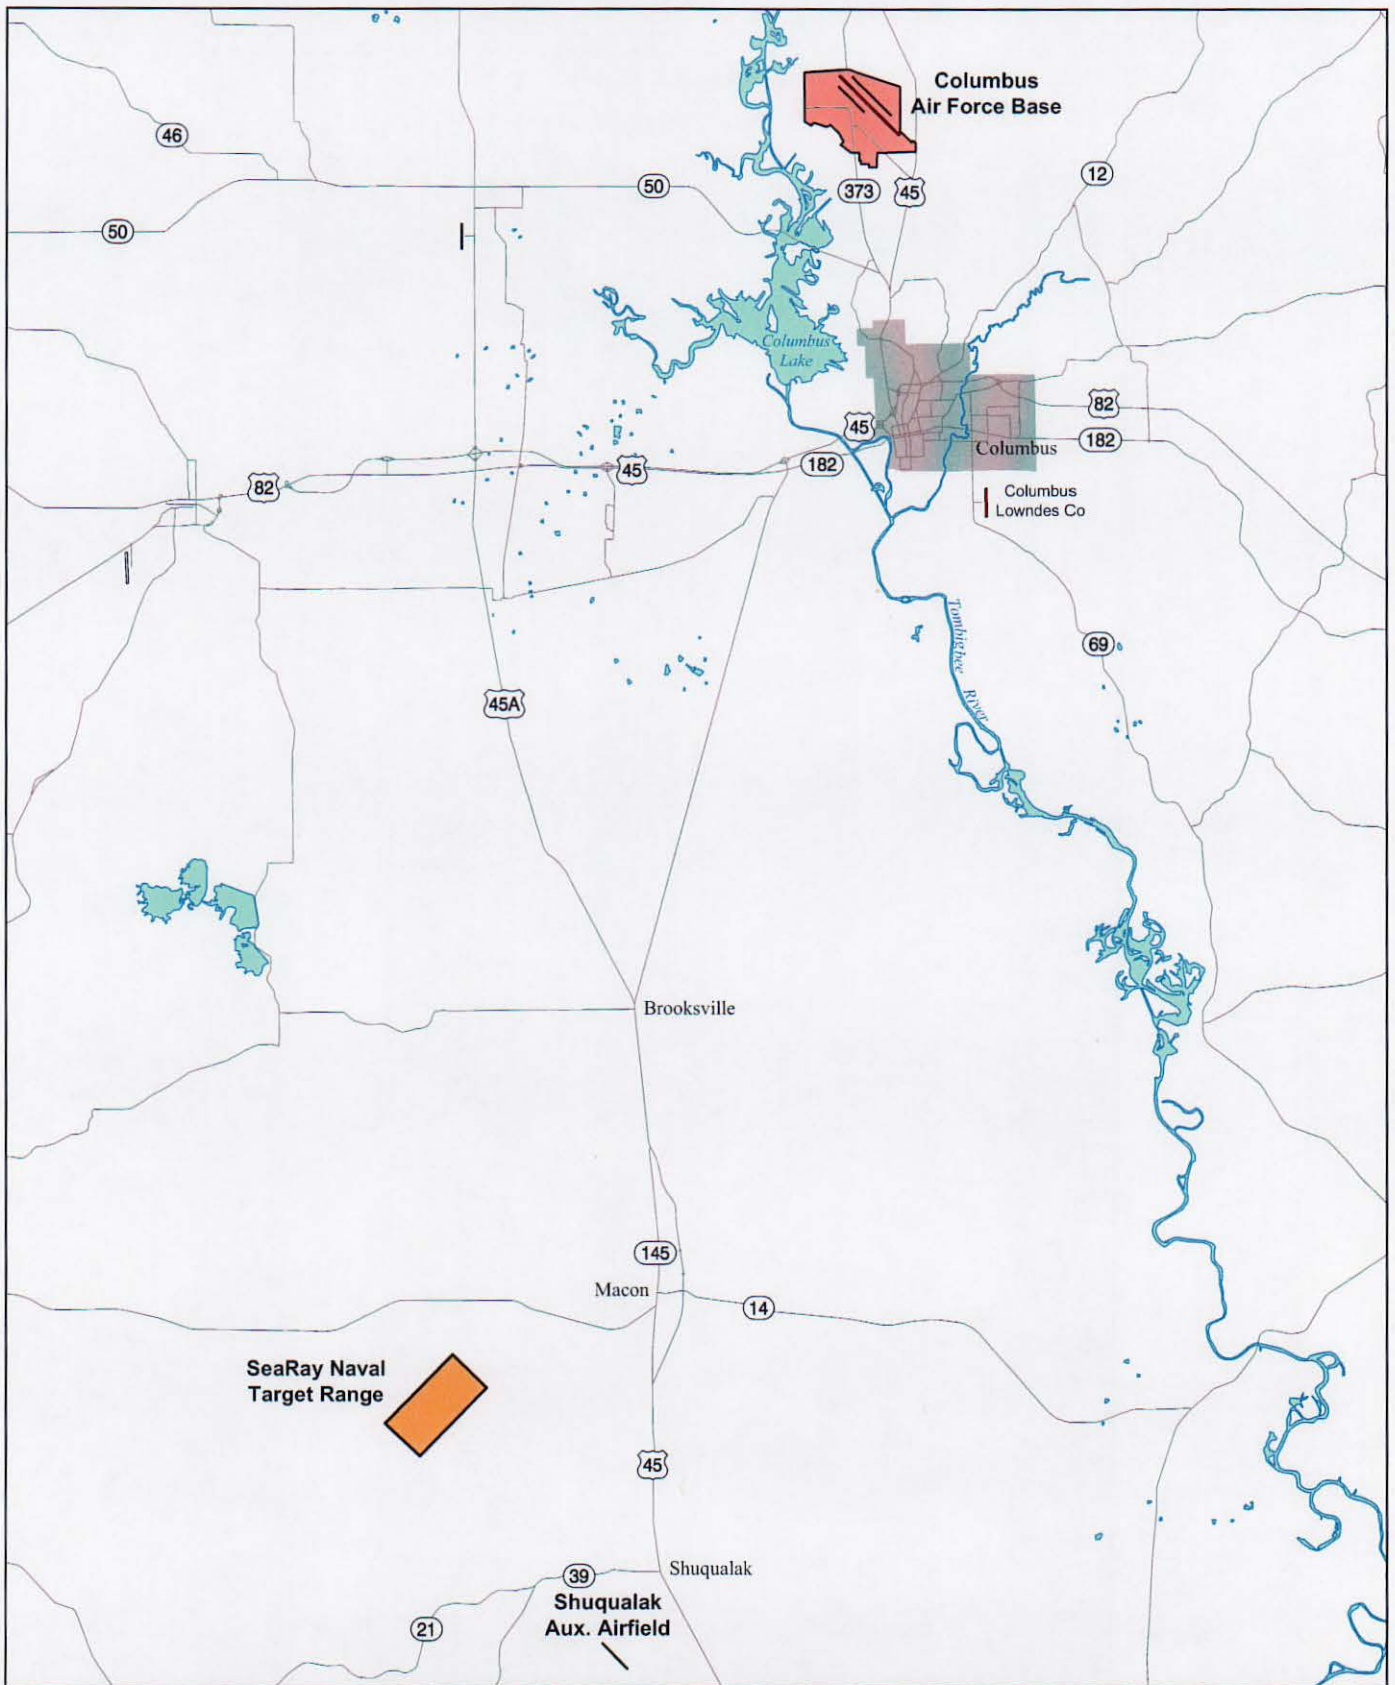 Columbus
Air Force Base
46
12
50
373
45
50
Columbus
Lake
82
45
182
Columbus
182
45
82
Columbus
Lowndes Co
Tombigbee
River
69
45A
Brooksville
145
Macon
14
SeaRay Naval
Target Range
45
Shuqualak
39
Shuqualak
Aux. Airfield
21